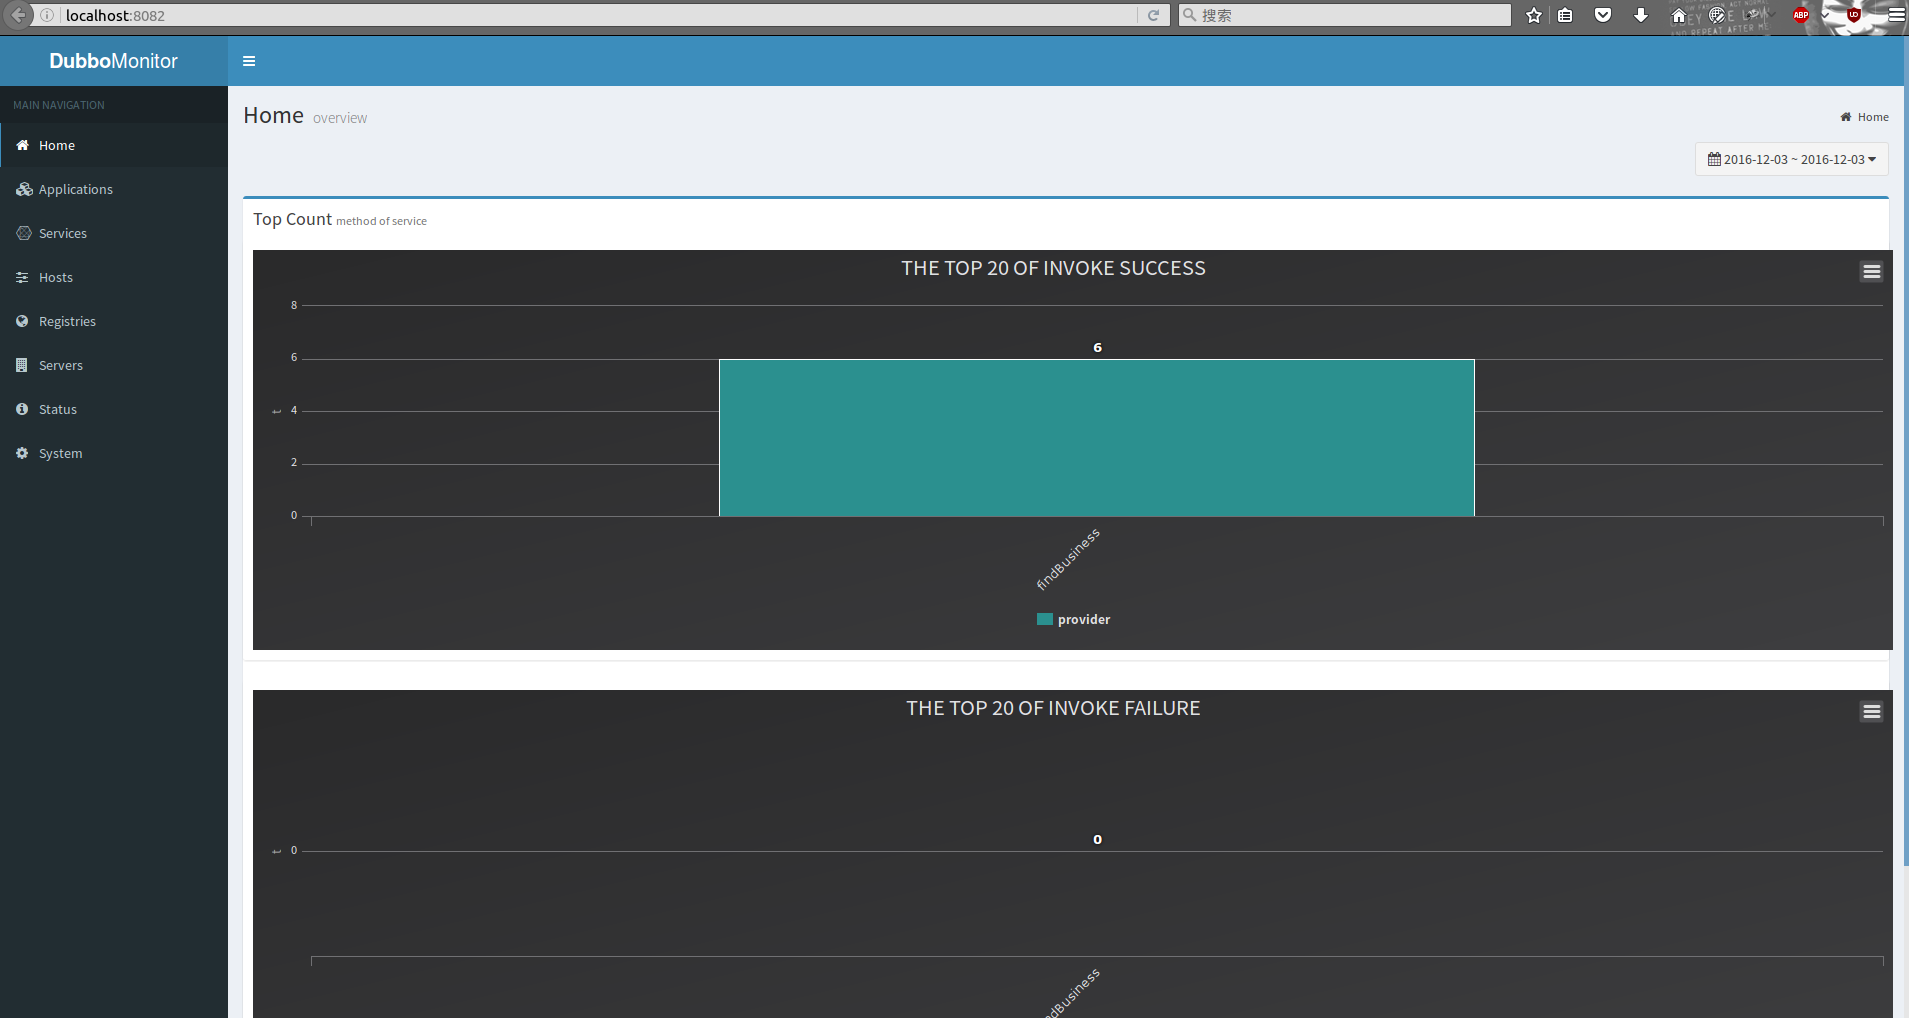 localhost:8082
搜索
ABP
DubboMonitor
MAIN NAVIGATION
Home
Applications
Services
Hosts
Registries
Servers
Status
System
Home overview
Home
2016-12-03 ~ 2016-12-03
Top Count method of service
THE TOP 20 OF INVOKE SUCCESS
8
6
6
t
4
2
0
findBusiness
provider
THE TOP 20 OF INVOKE FAILURE
0
t
0
ndBusiness